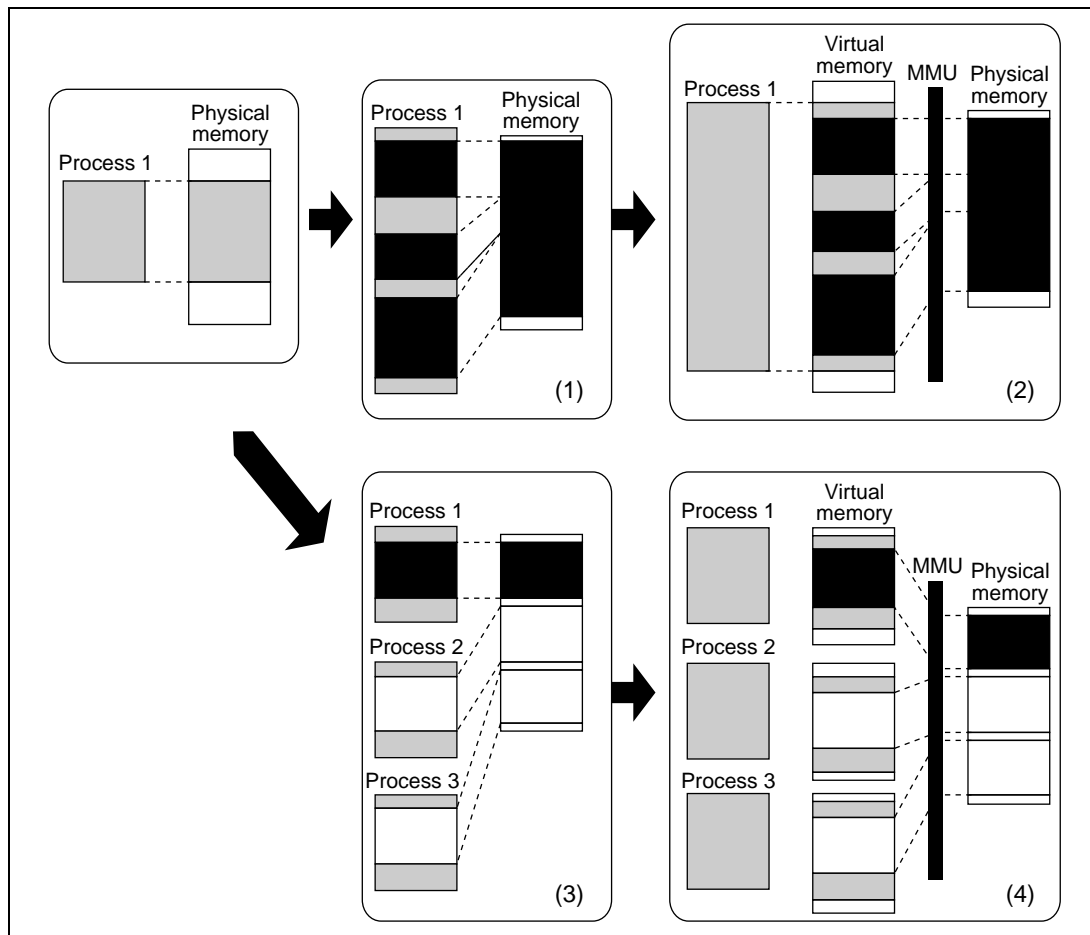 Physical
memory
Process 1
Process 1
Physical
memory
(1)
Virtual
memory
MMU
Process 1
Physical
memory
(2)
Process 1
Process 2
Process 3
(3)
Virtual
memory
Process 1
MMU
Physical
memory
Process 2
Process 3
(4)